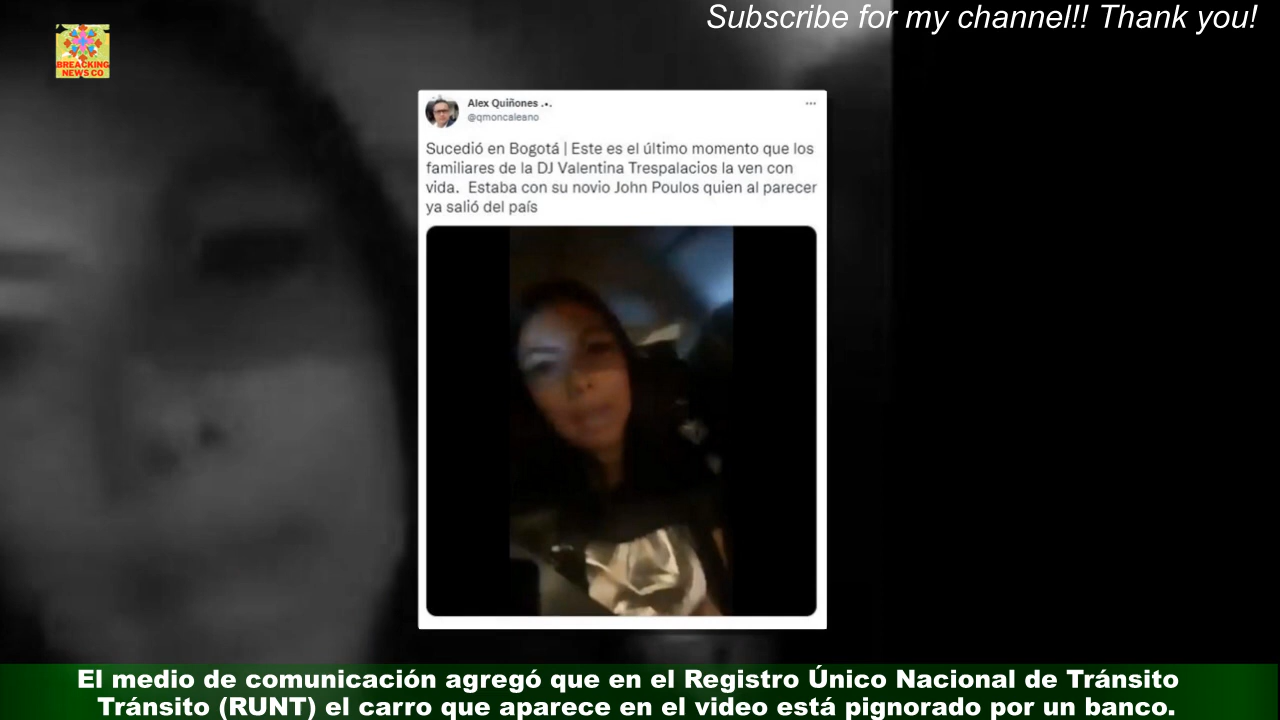 Subscribe for my channel!! Thank you!
BREACKING
NEWS CO
Alex Quiñones .•.
@qmoncaleano
Sucedió en Bogotá | Este es el último momento que los
familiares de la DJ Valentina Trespalacios la ven con
vida.  Estaba con su novio John Poulos quien al parecer
ya salió del país
El medio de comunicación agregó que en el Registro Único Nacional de Tránsito
Tránsito (RUNT) el carro que aparece en el video está pignorado por un banco.